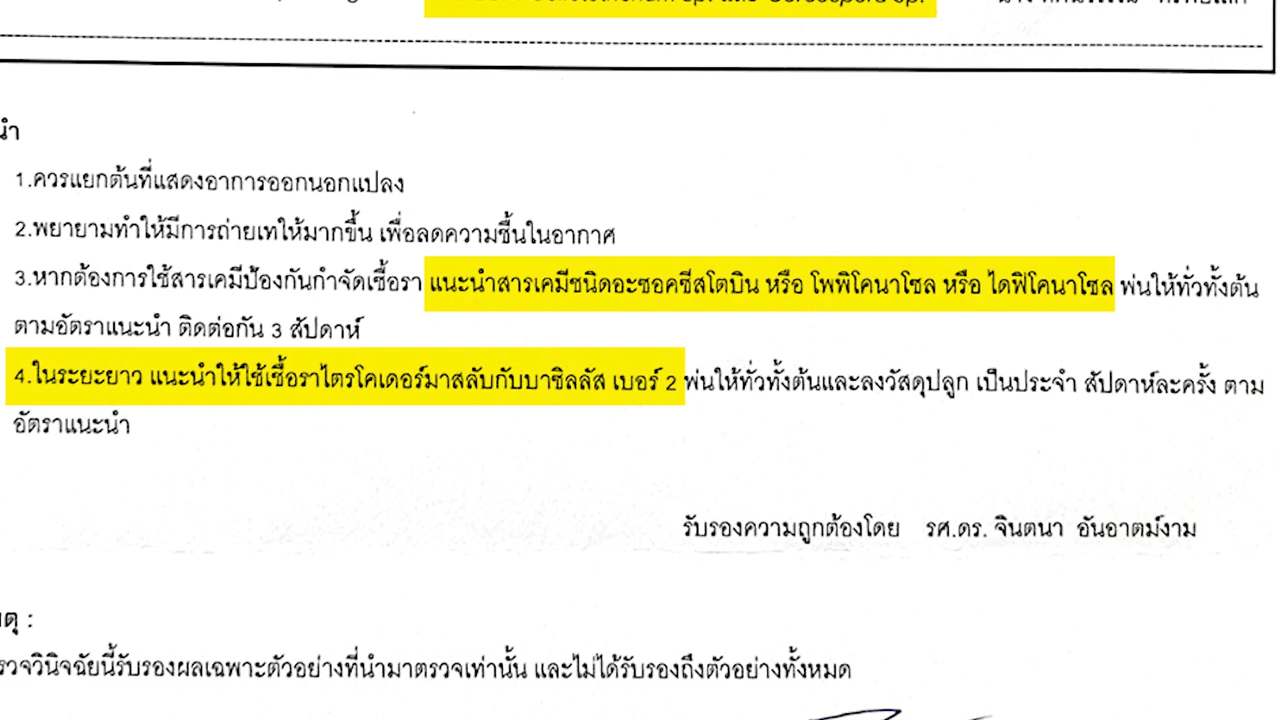 นำ
1.ควรแยกต้นที่แสดงอาการออกนอกแปลง
2.พยายามทำให้มีการถ่ายเทให้มากขึ้น เพื่อลดความชื้นในอากาศ
3.หากต้องการใช้สารเคมีป้องกันกำจัดเชื้อรา แนะนำสารเคมีชนิดอะซอคซีสโตบิน หรือ โพพิโคนาโซล หรือ ไดฟิโคนาโซล พ่นให้ทั่วทั้งต้น
ตามอัตราแนะนำ ติดต่อกัน 3 สัปดาห์
4.ในระยะยาว แนะนำให้ใช้เชื้อราไตรโคเดอร์มาสลับกับบาซิลลัส เบอร์ 2 พ่นให้ทั่วทั้งต้นและลงวัสดุปลูก เป็นประจำ สัปดาห์ละครั้ง ตาม
อัตราแนะนำ
รับรองความถูกต้องโดย รศ.ดร. จินตนา อันอาตม์งาม
ตุ :
รวจวินิจฉัยนี้รับรองผลเฉพาะตัวอย่างที่นำมาตรวจเท่านั้น และไม่ได้รับรองถึงตัวอย่างทั้งหมด